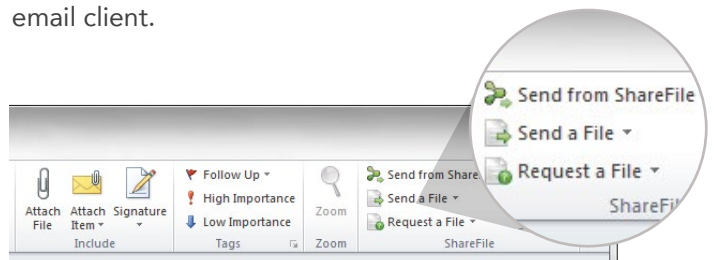 email client.
Send from ShareFile
Send a File
Request a File
ShareFi
Attach File
Attach Item
Signature
Include
Follow Up
High Importance
Low Importance
Tags
Zoom
Zoom
Send from Share
Send a File
Request a File
ShareFile